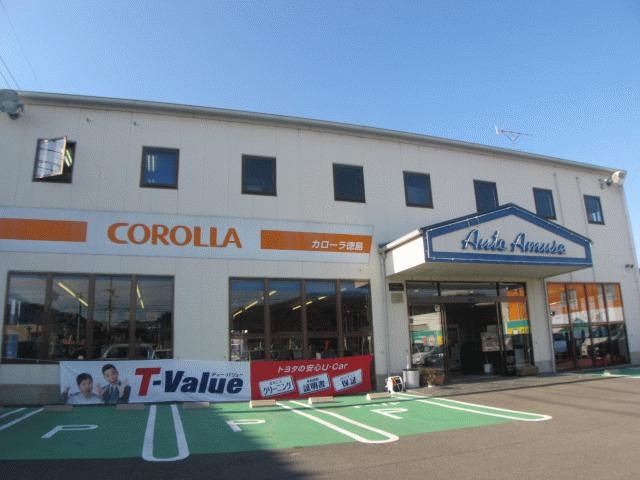 COROLLA
カローラ徳島
Auto Amuse
ティーバリュー
T-Value
トヨタの安心U-Car
クリーニング
証明書
保証
P
P
P